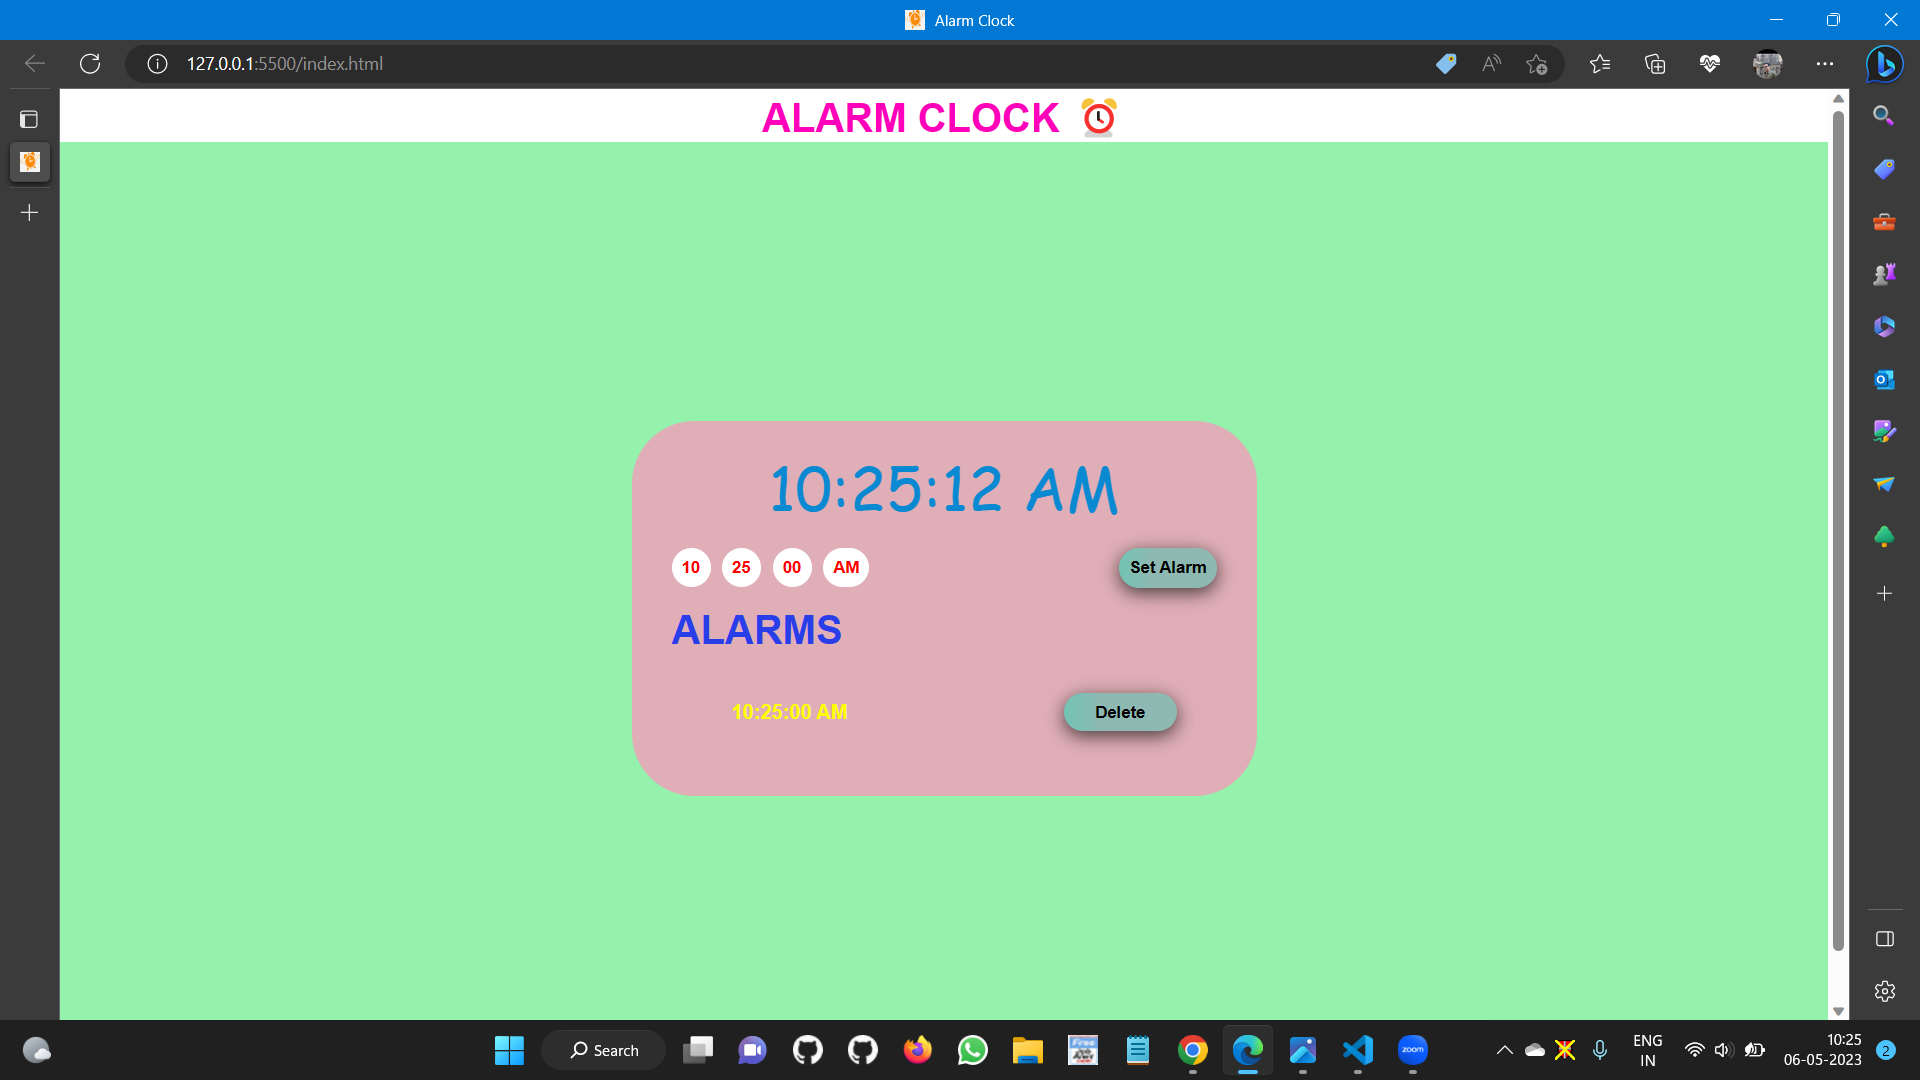 Alarm Clock
127.0.0.1:5500/index.html
ALARM CLOCK ⏰
10:25:12 AM
10 25 00 AM Set Alarm
ALARMS
10:25:00 AM Delete
Search
zoom
ENG
IN
10:25
06-05-2023
2